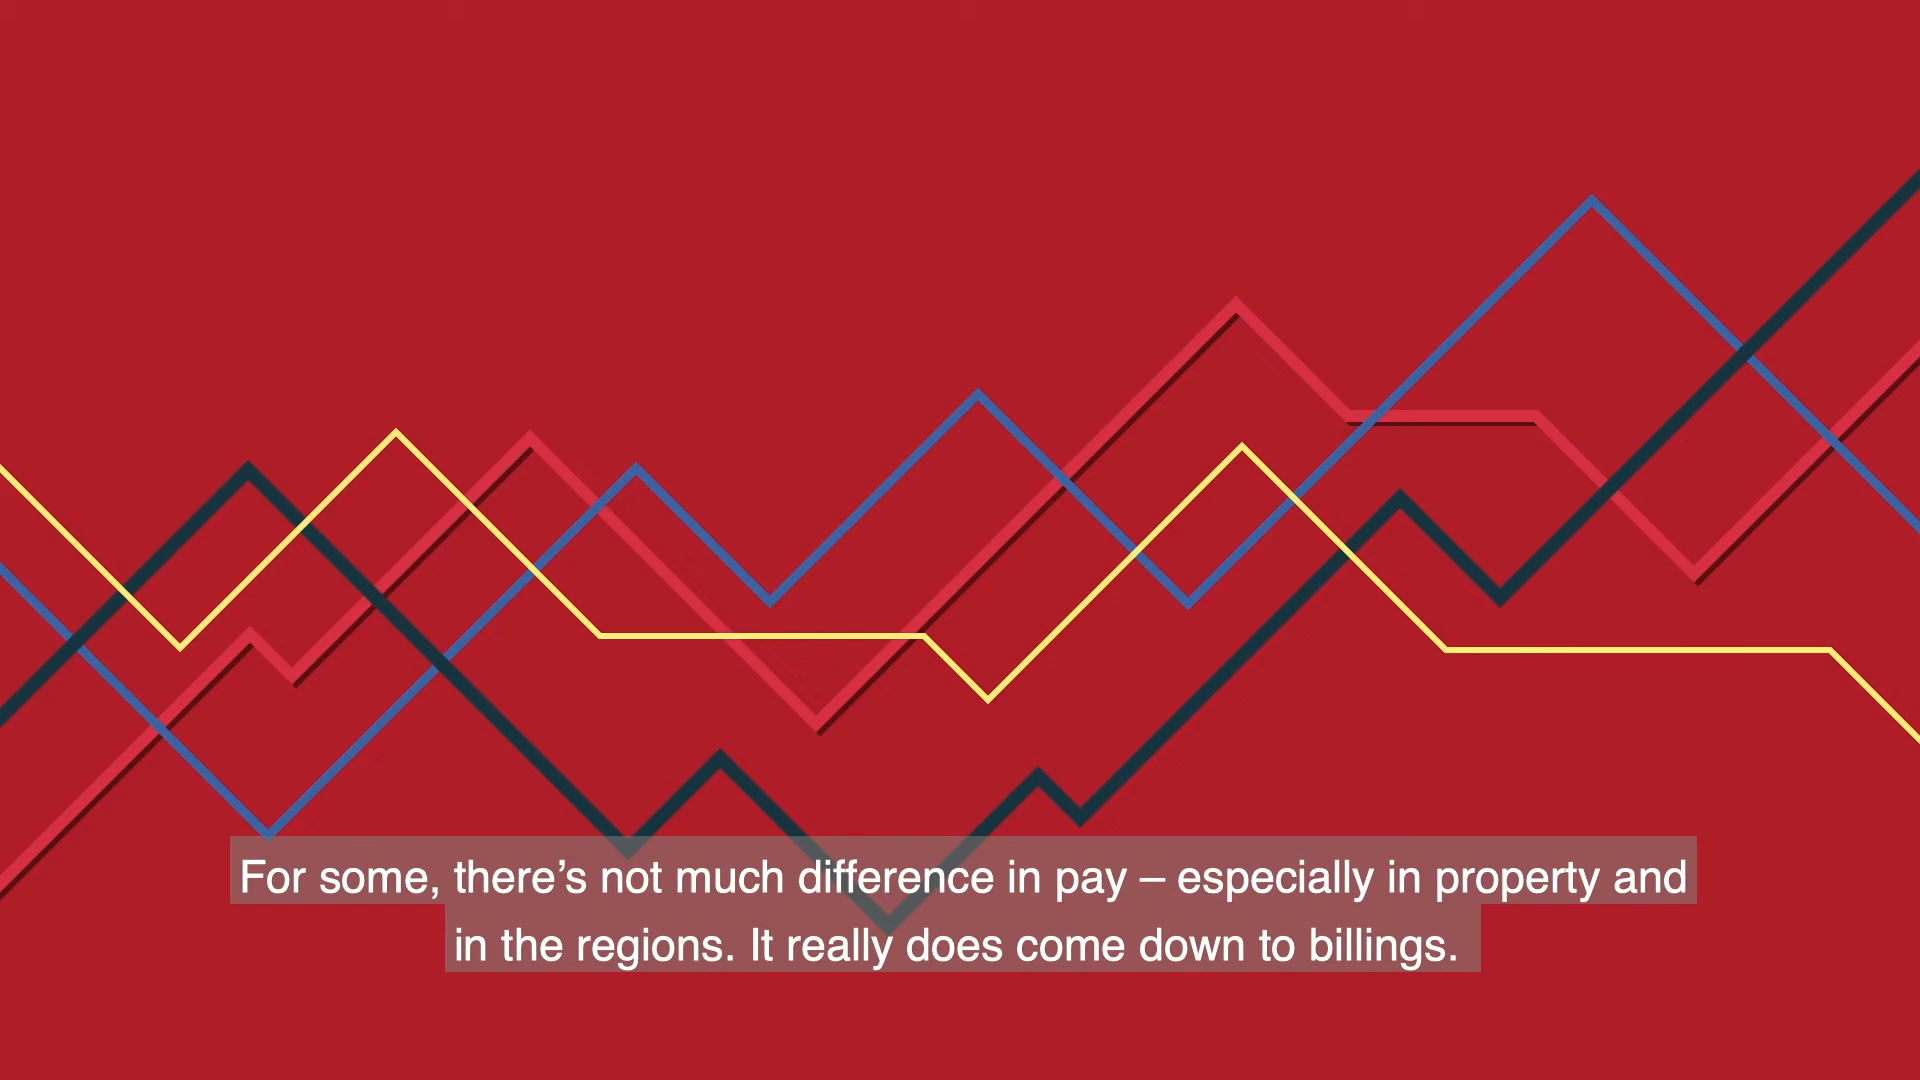 For some, there’s not much difference in pay – especially in property and
in the regions. It really does come down to billings.